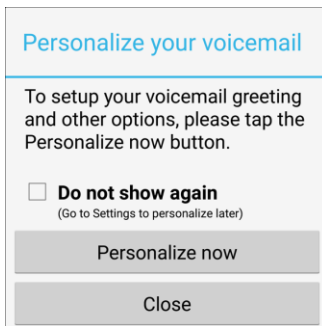 Personalize your voicemail
To setup your voicemail greeting
and other options, please tap the
Personalize now button.
Do not show again
(Go to Settings to personalize later)
Personalize now
Close